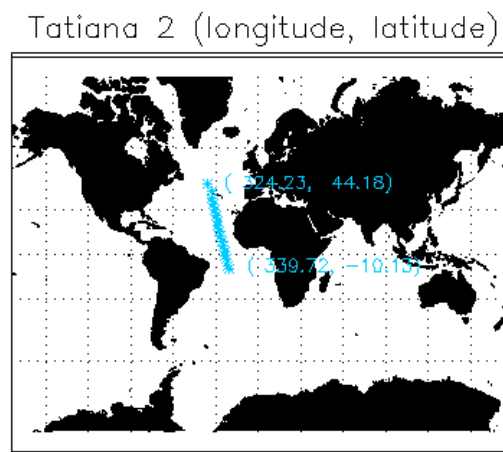 Tatiana 2 (longitude, latitude)
( 324.23, 44.18)
( 339.72, -10.13)